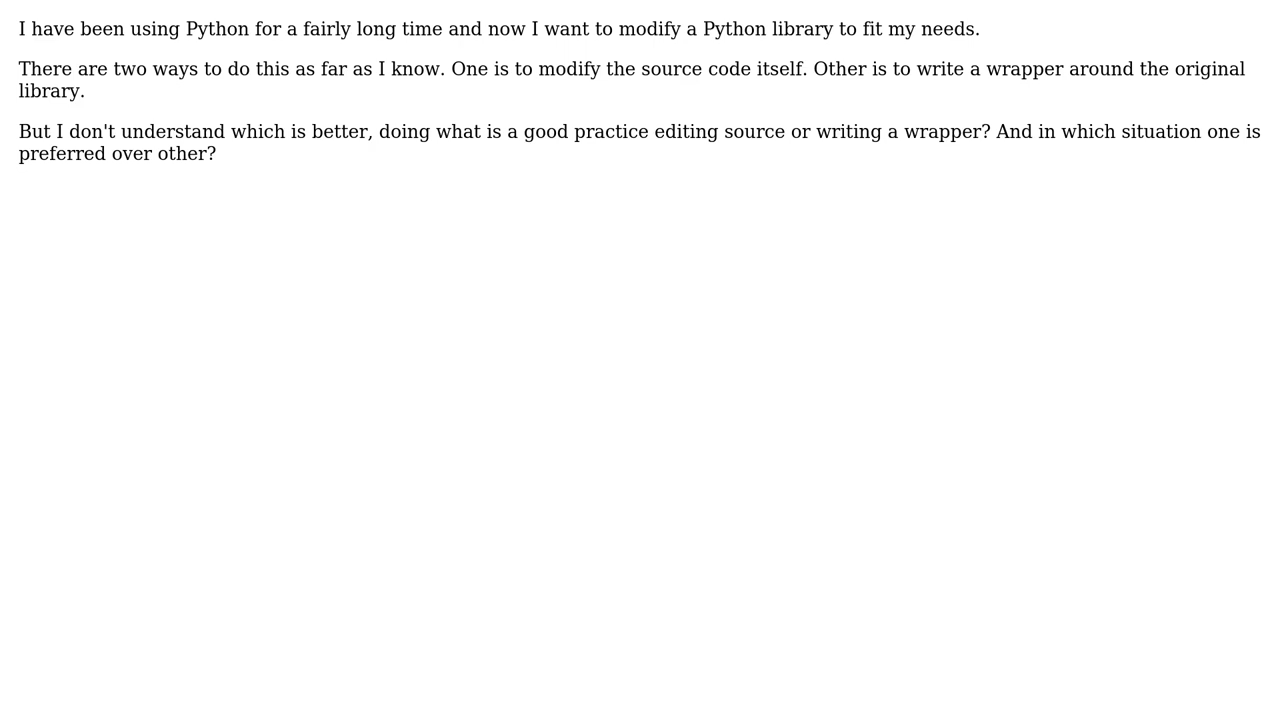 I have been using Python for a fairly long time and now I want to modify a Python library to fit my needs.
There are two ways to do this as far as I know. One is to modify the source code itself. Other is to write a wrapper around the original
library.
But I don't understand which is better, doing what is a good practice editing source or writing a wrapper? And in which situation one is
preferred over other?